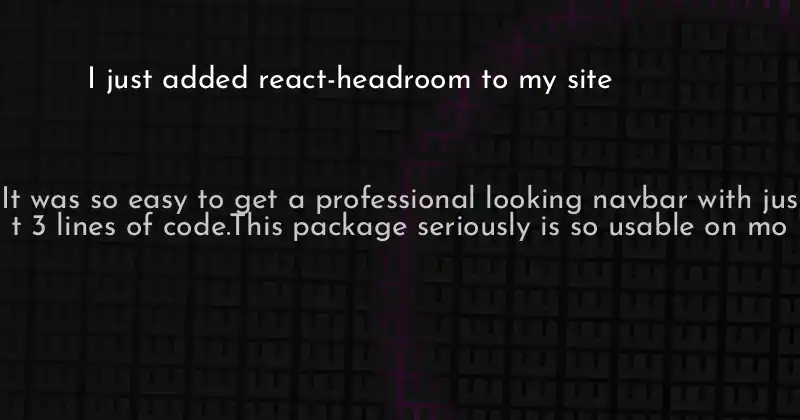 I just added react-headroom to my site
It was so easy to get a professional looking navbar with jus
t 3 lines of code.This package seriously is so usable on mo